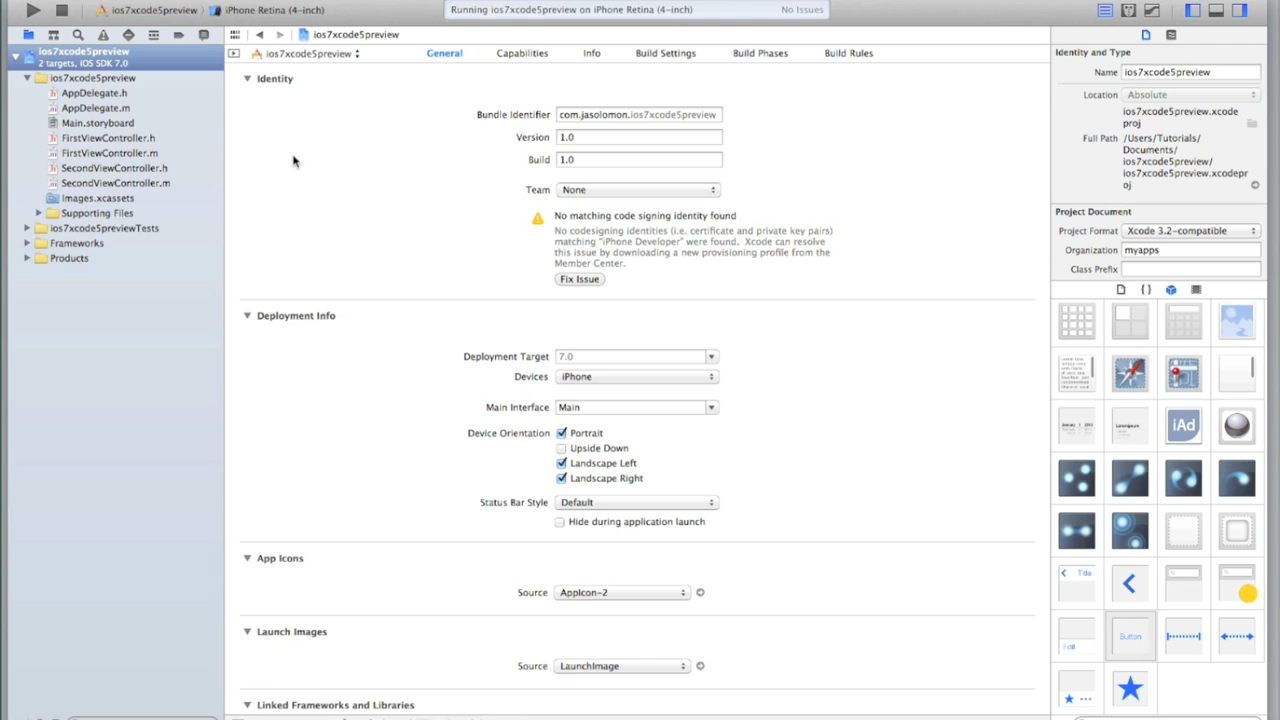 ios7xcode5preview
iPhone Retina (4-inch)
Running ios7xcode5preview on iPhone Retina (4-inch)
No Issues
ios7xcode5preview
2 targets, iOS SDK 7.0
ios7xcode5preview
AppDelegate.h
AppDelegate.m
Main.storyboard
FirstViewController.h
FirstViewController.m
SecondViewController.h
SecondViewController.m
Images.xcassets
Supporting Files
ios7xcode5previewTests
Frameworks
Products
ios7xcode5preview
ios7xcode5preview
General
Capabilities
Info
Build Settings
Build Phases
Build Rules
Identity
Bundle Identifier com.jasolomon.ios7xcode5preview
Version 1.0
Build 1.0
Team None
No matching code signing identity found
No codesigning identities (i.e. certificate and private key pairs)
matching "iPhone Developer" were found. Xcode can resolve
this issue by downloading a new provisioning profile from the
Member Center.
Fix Issue
Deployment Info
Deployment Target 7.0
Devices iPhone
Main Interface Main
Device Orientation Portrait
Upside Down
Landscape Left
Landscape Right
Status Bar Style Default
Hide during application launch
App Icons
Source AppIcon-2
Launch Images
Source LaunchImage
Linked Frameworks and Libraries
Identity and Type
Name ios7xcode5preview
Location Absolute
ios7xcode5preview.xcode
proj
Full Path /Users/Tutorials/
Documents/
ios7xcode5preview/
ios7xcode5preview.xcodepr
oj
Project Document
Project Format Xcode 3.2-compatible
Organization myapps
Class Prefix
{ }
iAd
Title
Edit
Button